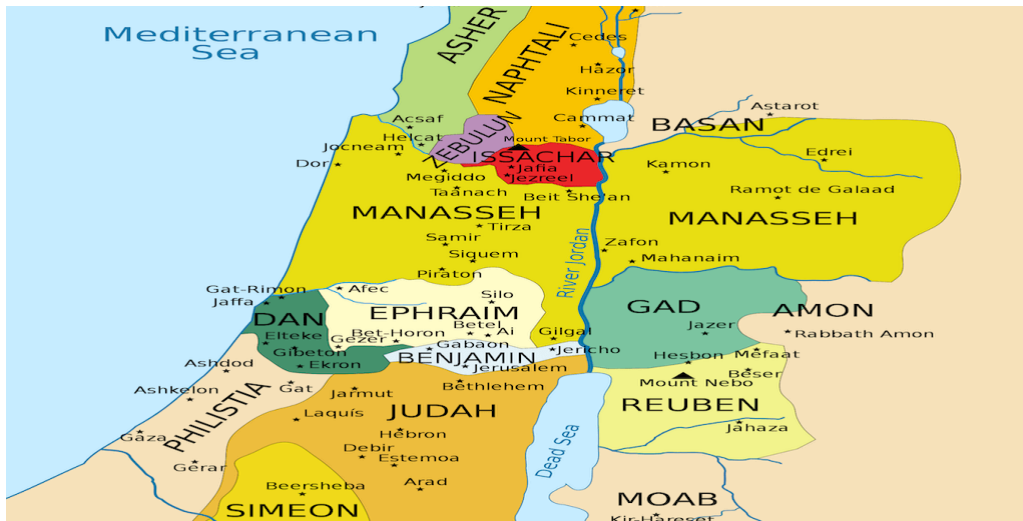 Mediterranean
Sea
ASHER
NAPHTALI
Cedes
Hazor
Kinneret
Cammat
Acsaf
Helcat
ZEBULUN
Mount Tabor
BASAN
Astarot
Jocneam
Dor
ISSACHAR
Jafia
Jezreel
Megiddo
Taanach
Beit She'an
Kamon
Edrei
Ramot de Galaad
MANASSEH
MANASSEH
Tirza
Samir
Siquem
Piraton
River Jordan
Zafon
Mahanaim
Gat-Rimon
Jaffa
Afec
Silo
DAN
EPHRAIM
GAD
AMON
Elteke
Gibeton
Ekron
Gezer
Bet-Horon
Betel
Ai
Gabaon
Gilgal
Jericho
Jazer
Rabbath Amon
BENJAMIN
Jerusalem
Hesbon
Mefaat
Beser
Mount Nebo
Ashdod
Ashkelon
Gat
Jarmut
Bethlehem
PHILISTIA
Laquís
JUDAH
REUBEN
Jahaza
Gaza
Gerar
Hebron
Debir
Estemoa
Dead Sea
Beersheba
Arad
SIMEON
MOAB
Kir-Hareset